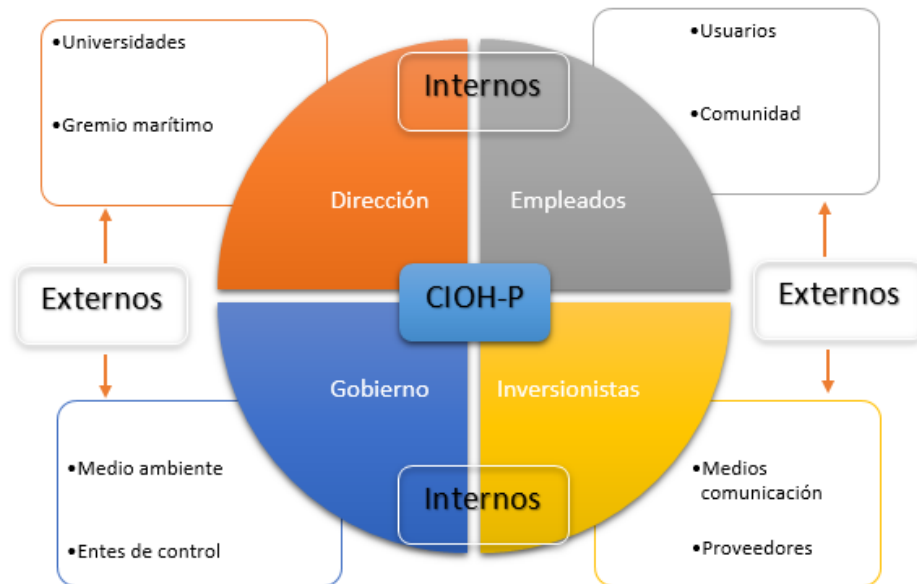 •Universidades
•Gremio marítimo
Internos
•Usuarios
•Comunidad
Dirección
Empleados
Externos
CIOH-P
Externos
Gobierno
Inversionistas
•Medio ambiente
•Entes de control
Internos
•Medios
comunicación
•Proveedores